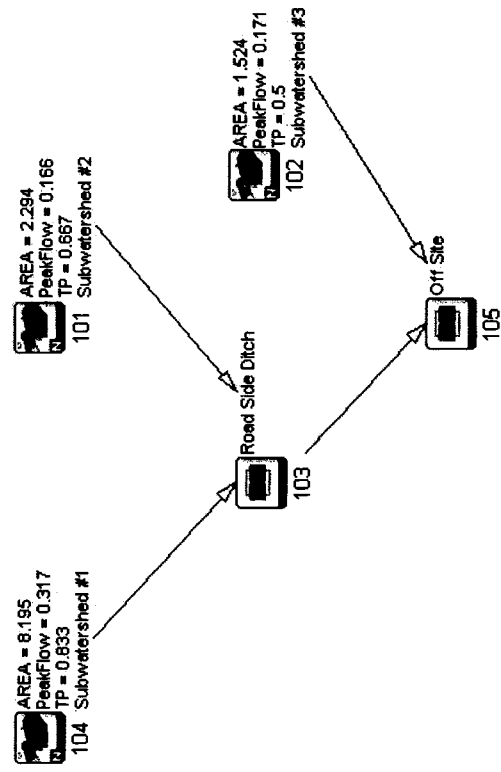 AREA = 8.195
PeakFlow = 0.317
TP = 0.833
104 Subwatershed #1
AREA = 2.294
PeakFlow = 0.166
TP = 0.667
101 Subwatershed #2
Road Side Ditch
103
AREA = 1.524
PeakFlow = 0.171
TP = 0.5
102 Subwatershed #3
Off Site
105